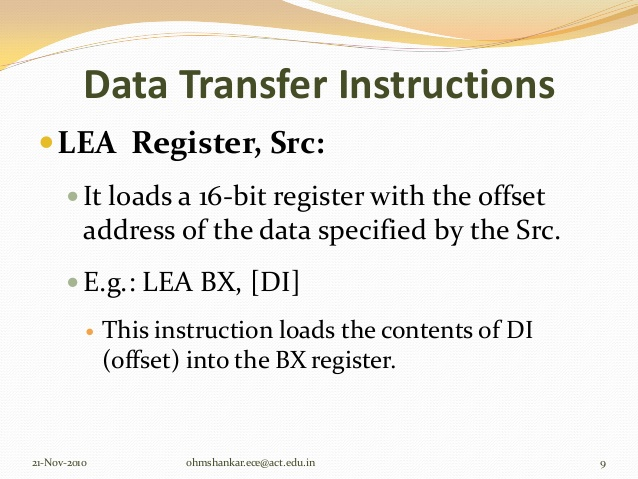 Data Transfer Instructions
LEA Register, Src:
It loads a 16-bit register with the offset
address of the data specified by the Src.
E.g.: LEA BX, [DI]
This instruction loads the contents of DI
(offset) into the BX register.
21-Nov-2010 ohmshankar.ece@act.edu.in 9